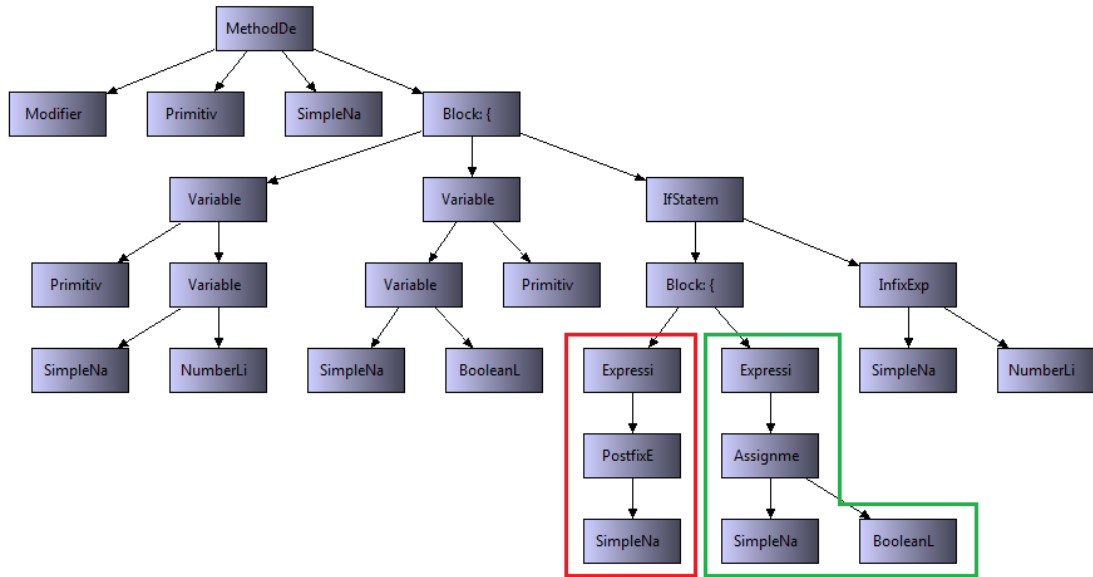 MethodDe
Modifier
Primitiv
SimpleNa
Block: {
Variable
Variable
IfStatem
Primitiv
Variable
Variable
Primitiv
Block: {
InfixExp
SimpleNa
NumberLi
SimpleNa
BooleanL
Expressi
Expressi
SimpleNa
NumberLi
PostfixE
Assignme
SimpleNa
SimpleNa
BooleanL